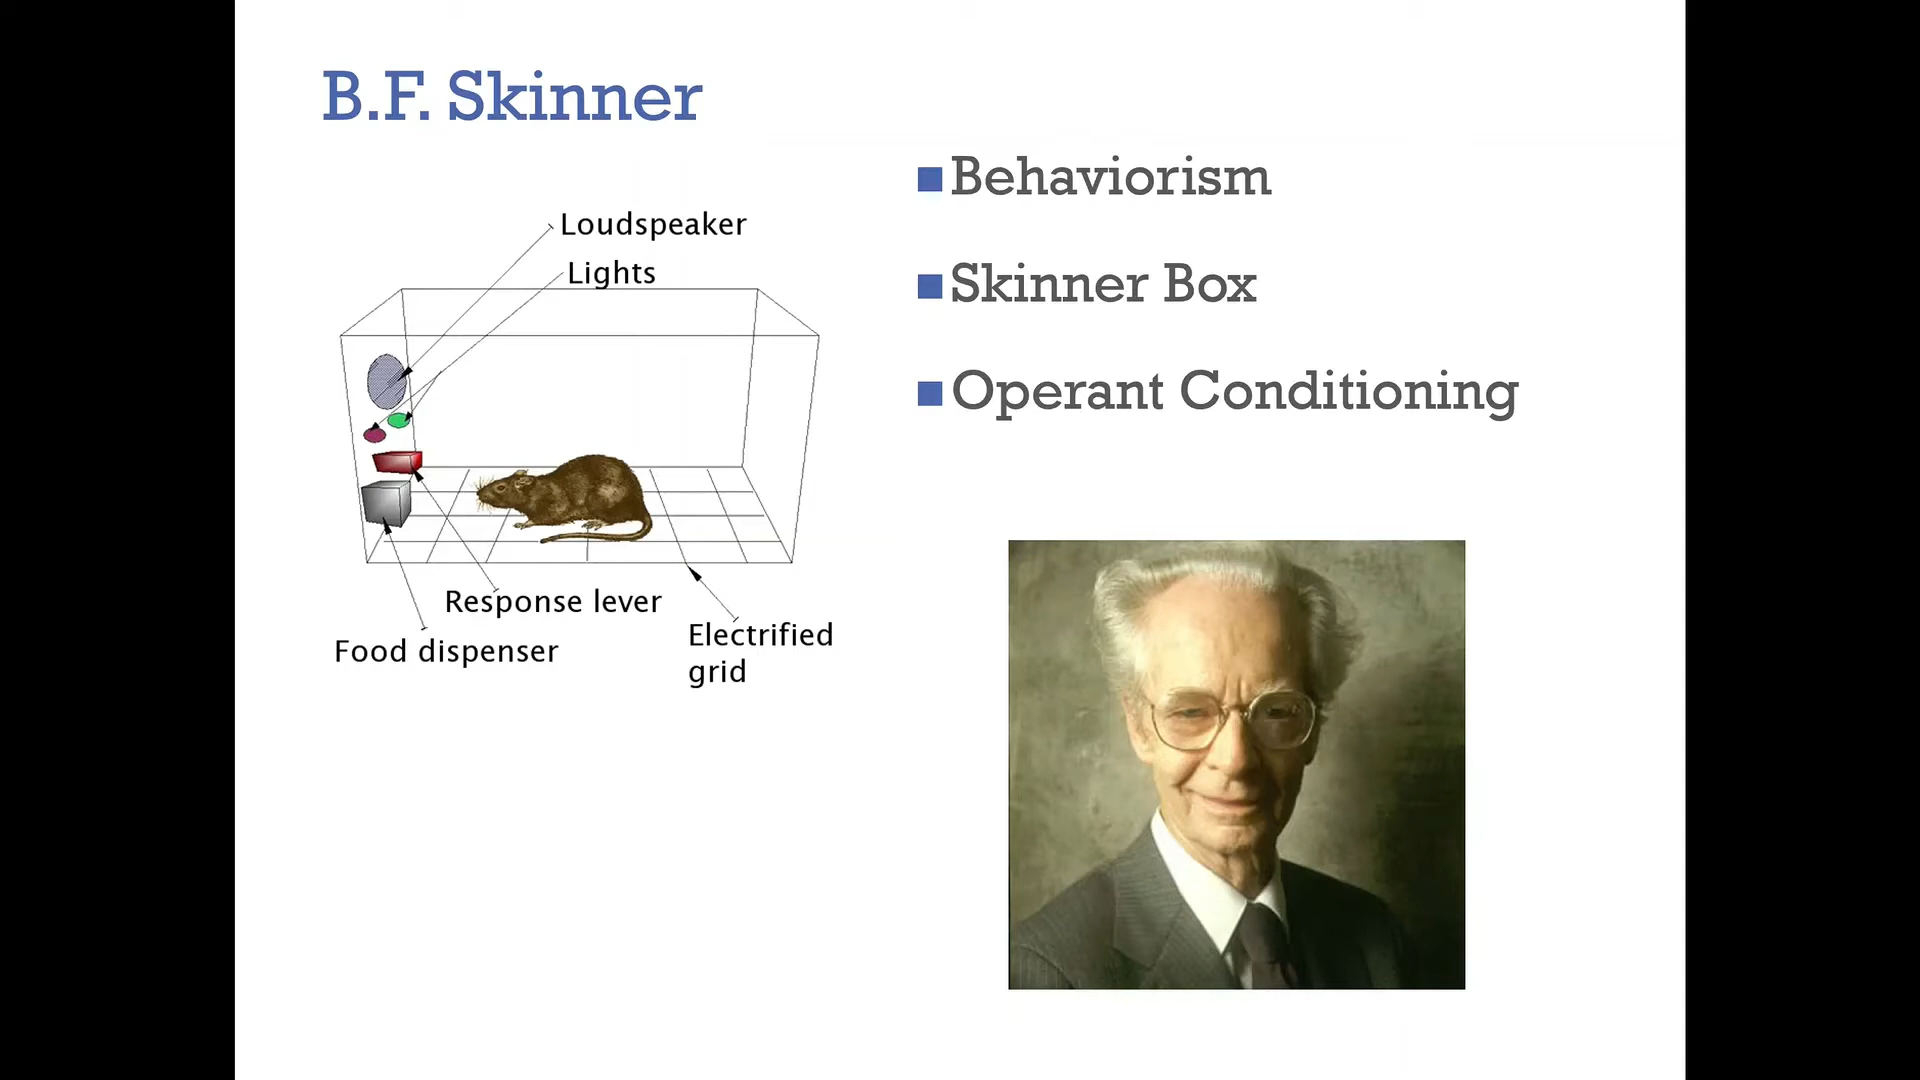 B.F. Skinner
Loudspeaker
Lights
Response lever
Food dispenser
Electrified
grid
Behaviorism
Skinner Box
Operant Conditioning